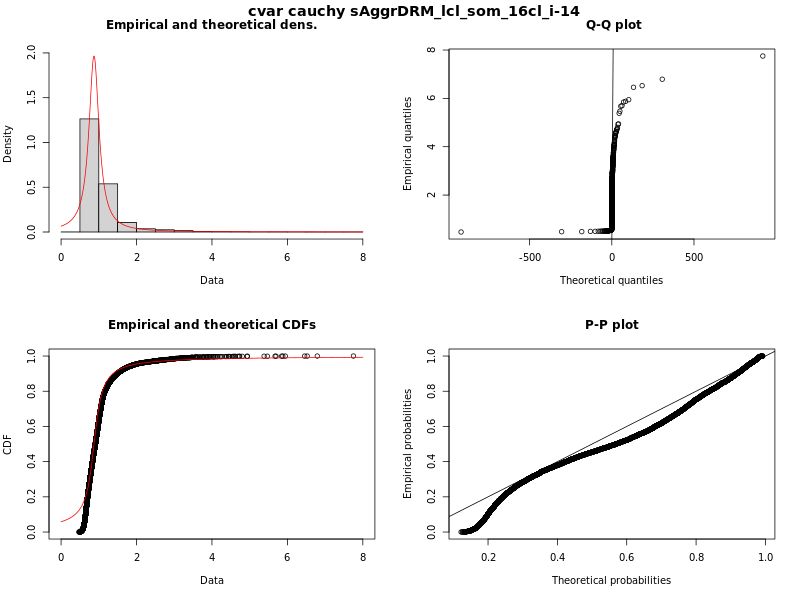 cvar cauchy sAggrDRM_lcl_som_16cl_i-14
Empirical and theoretical dens.
Density
0.0 0.5 1.0 1.5 2.0
0 2 4 6 8
Data
Q-Q plot
Empirical quantiles
2 4 6 8
-500 0 500
Theoretical quantiles
Empirical and theoretical CDFs
CDF
0.0 0.2 0.4 0.6 0.8 1.0
0 2 4 6 8
Data
P-P plot
Empirical probabilities
0.0 0.2 0.4 0.6 0.8 1.0
0.2 0.4 0.6 0.8 1.0
Theoretical probabilities